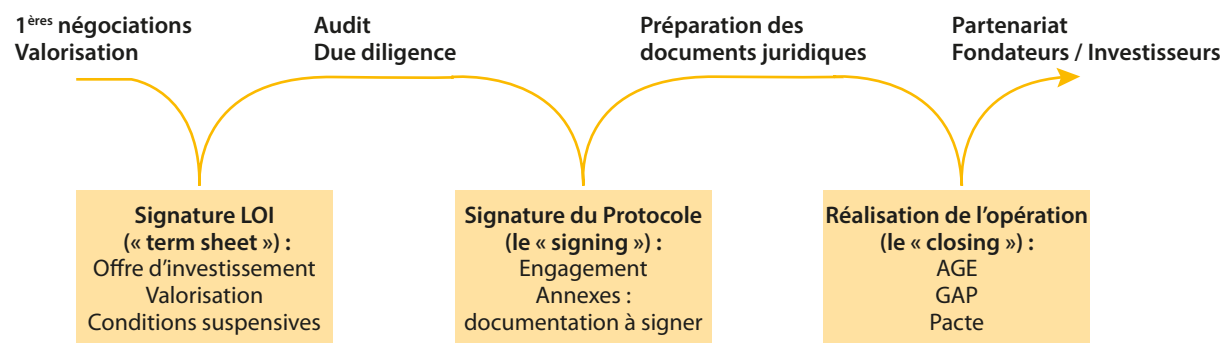 1ères négociations
Valorisation
Audit
Due diligence
Préparation des
documents juridiques
Partenariat
Fondateurs / Investisseurs
Signature LOI
(« term sheet ») :
Offre d’investissement
Valorisation
Conditions suspensives
Signature du Protocole
(le « signing ») :
Engagement
Annexes :
documentation à signer
Réalisation de l’opération
(le « closing ») :
AGE
GAP
Pacte